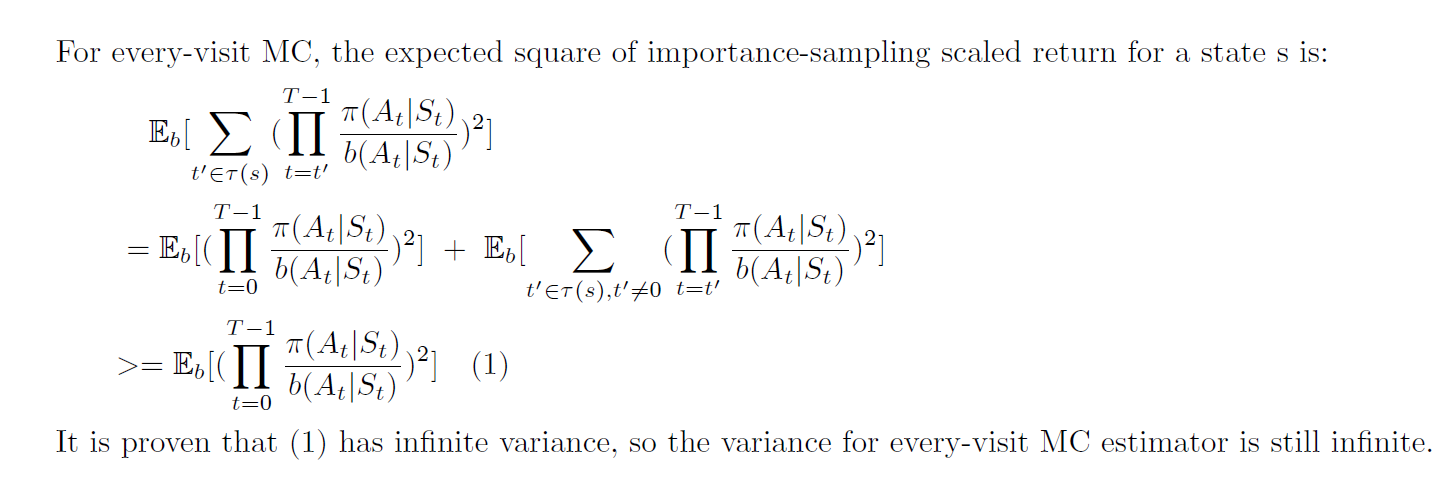 For every-visit MC, the expected square of importance-sampling scaled return for a state s is:
$\mathbb{E}_b[\sum_{t'\in\tau(s)} (\prod_{t=t'}^{T-1} \frac{\pi(A_t|S_t)}{b(A_t|S_t)})^2]$
$= \mathbb{E}_b[(\prod_{t=0}^{T-1} \frac{\pi(A_t|S_t)}{b(A_t|S_t)})^2] + \mathbb{E}_b[\sum_{t'\in\tau(s),t'\neq 0} (\prod_{t=t'}^{T-1} \frac{\pi(A_t|S_t)}{b(A_t|S_t)})^2]$
$>= \mathbb{E}_b[(\prod_{t=0}^{T-1} \frac{\pi(A_t|S_t)}{b(A_t|S_t)})^2] \quad (1)$
It is proven that (1) has infinite variance, so the variance for every-visit MC estimator is still infinite.